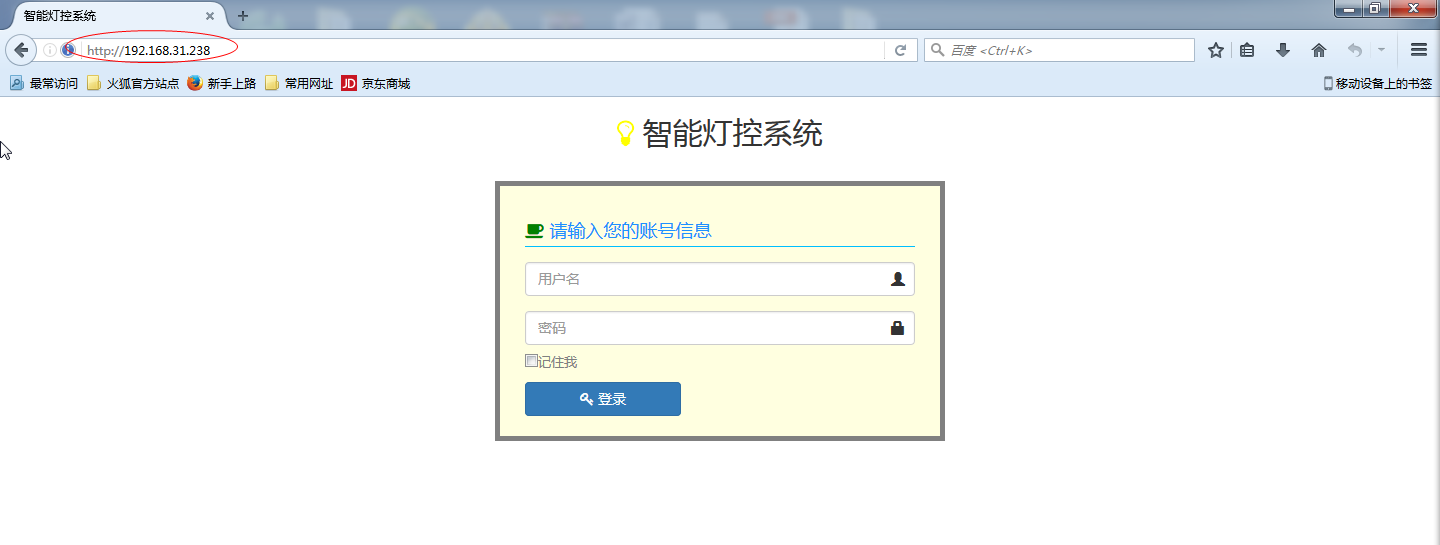 智能灯控系统
http://192.168.31.238
百度 <Ctrl+K>
最常访问 火狐官方站点 新手上路 常用网址 JD 京东商城 移动设备上的书签
智能灯控系统
请输入您的账号信息
用户名
密码
记住我
登录